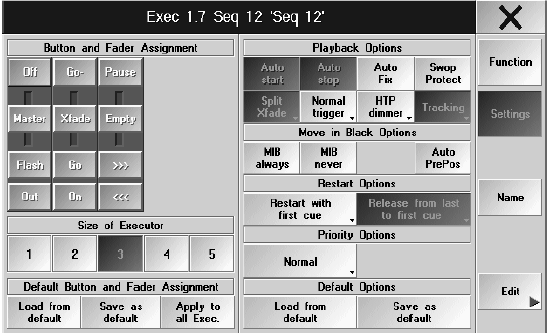 Exec 1.7 Seq 12 'Seq 12'
Button and Fader Assignment
Off Go- Pause
Master Xfade Empty
Flash Go >>>
Out On <<<
Size of Executor
1 2 3 4 5
Default Button and Fader Assignment
Load from default
Save as default
Apply to all Exec.
Playback Options
Auto start
Auto stop
Auto Fix
Swop Protect
Split Xfade
Normal trigger
HTP dimmer
Tracking
Move in Black Options
MIB always
MIB never
Auto PrePos
Restart Options
Restart with first cue
Release from last to first cue
Priority Options
Normal
Default Options
Load from default
Save as default
Function
Settings
Name
Edit